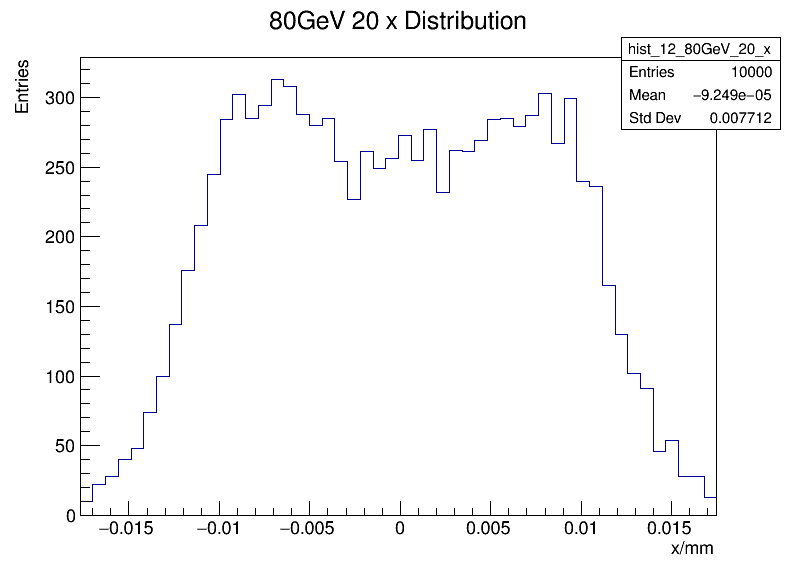 80GeV 20 x Distribution
hist_12_80GeV_20_x
Entries 10000
Mean −9.249e−05
Std Dev 0.007712
Entries
300
250
200
150
100
50
0
−0.015 −0.01 −0.005 0 0.005 0.01 0.015
x/mm